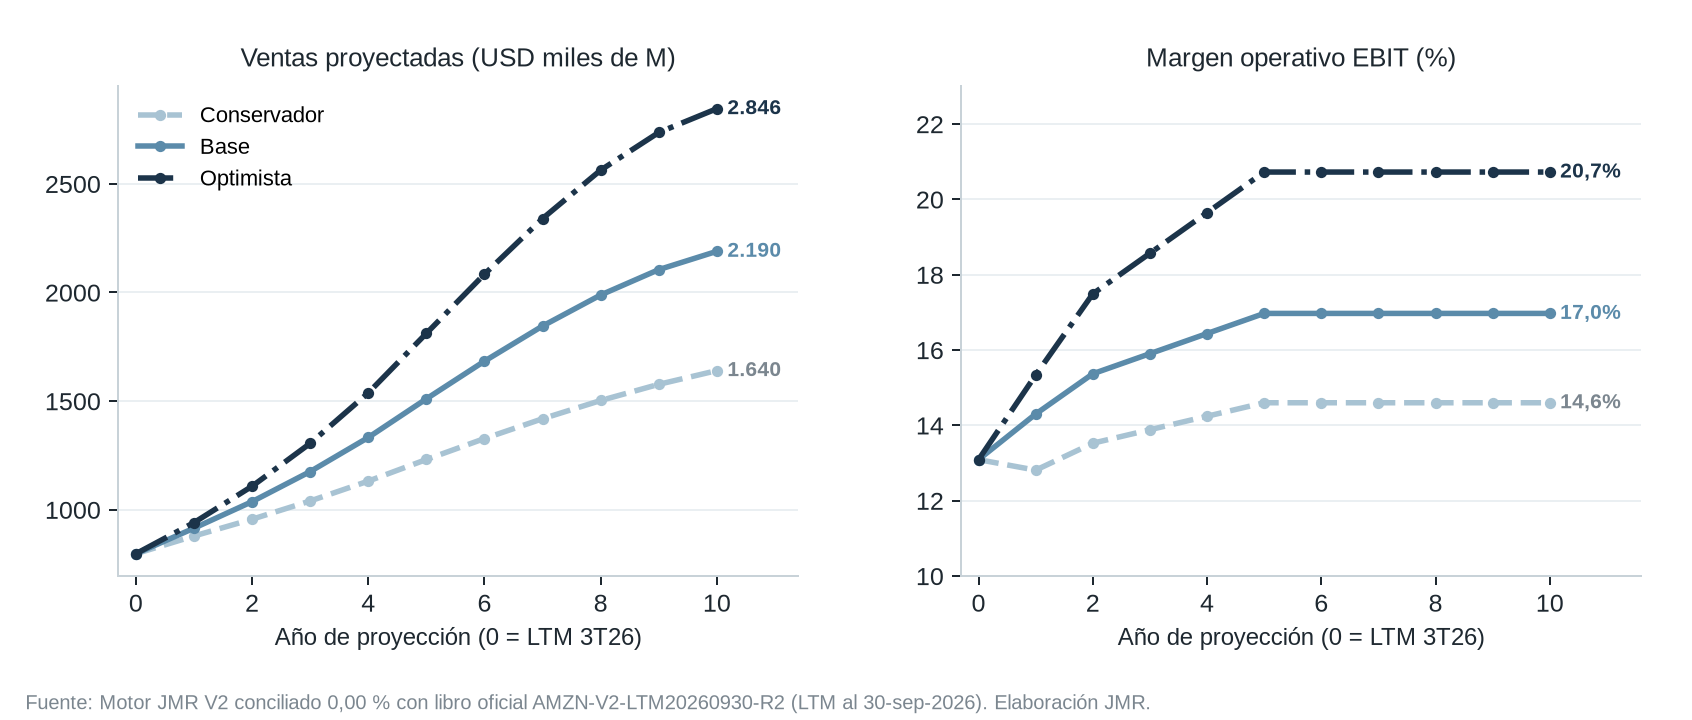 Ventas proyectadas (USD miles de M)
Conservador
Base
Optimista
2.846
2.190
1.640
2500
2000
1500
1000
0 2 4 6 8 10
Año de proyección (0 = LTM 3T26)
Margen operativo EBIT (%)
22
20
18
16
14
12
10
20,7%
17,0%
14,6%
0 2 4 6 8 10
Año de proyección (0 = LTM 3T26)
Fuente: Motor JMR V2 conciliado 0,00 % con libro oficial AMZN-V2-LTM20260930-R2 (LTM al 30-sep-2026). Elaboración JMR.